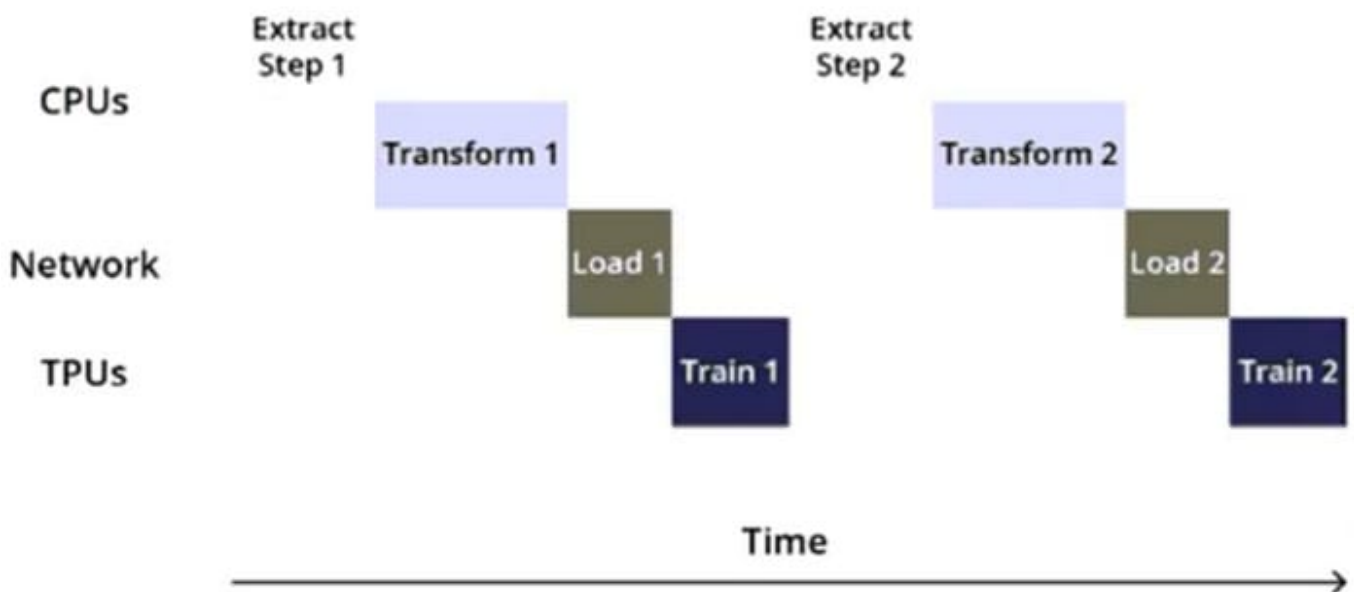 Extract
Step 1
Extract
Step 2
CPUs
Transform 1
Transform 2
Network
Load 1
Load 2
TPUs
Train 1
Train 2
Time